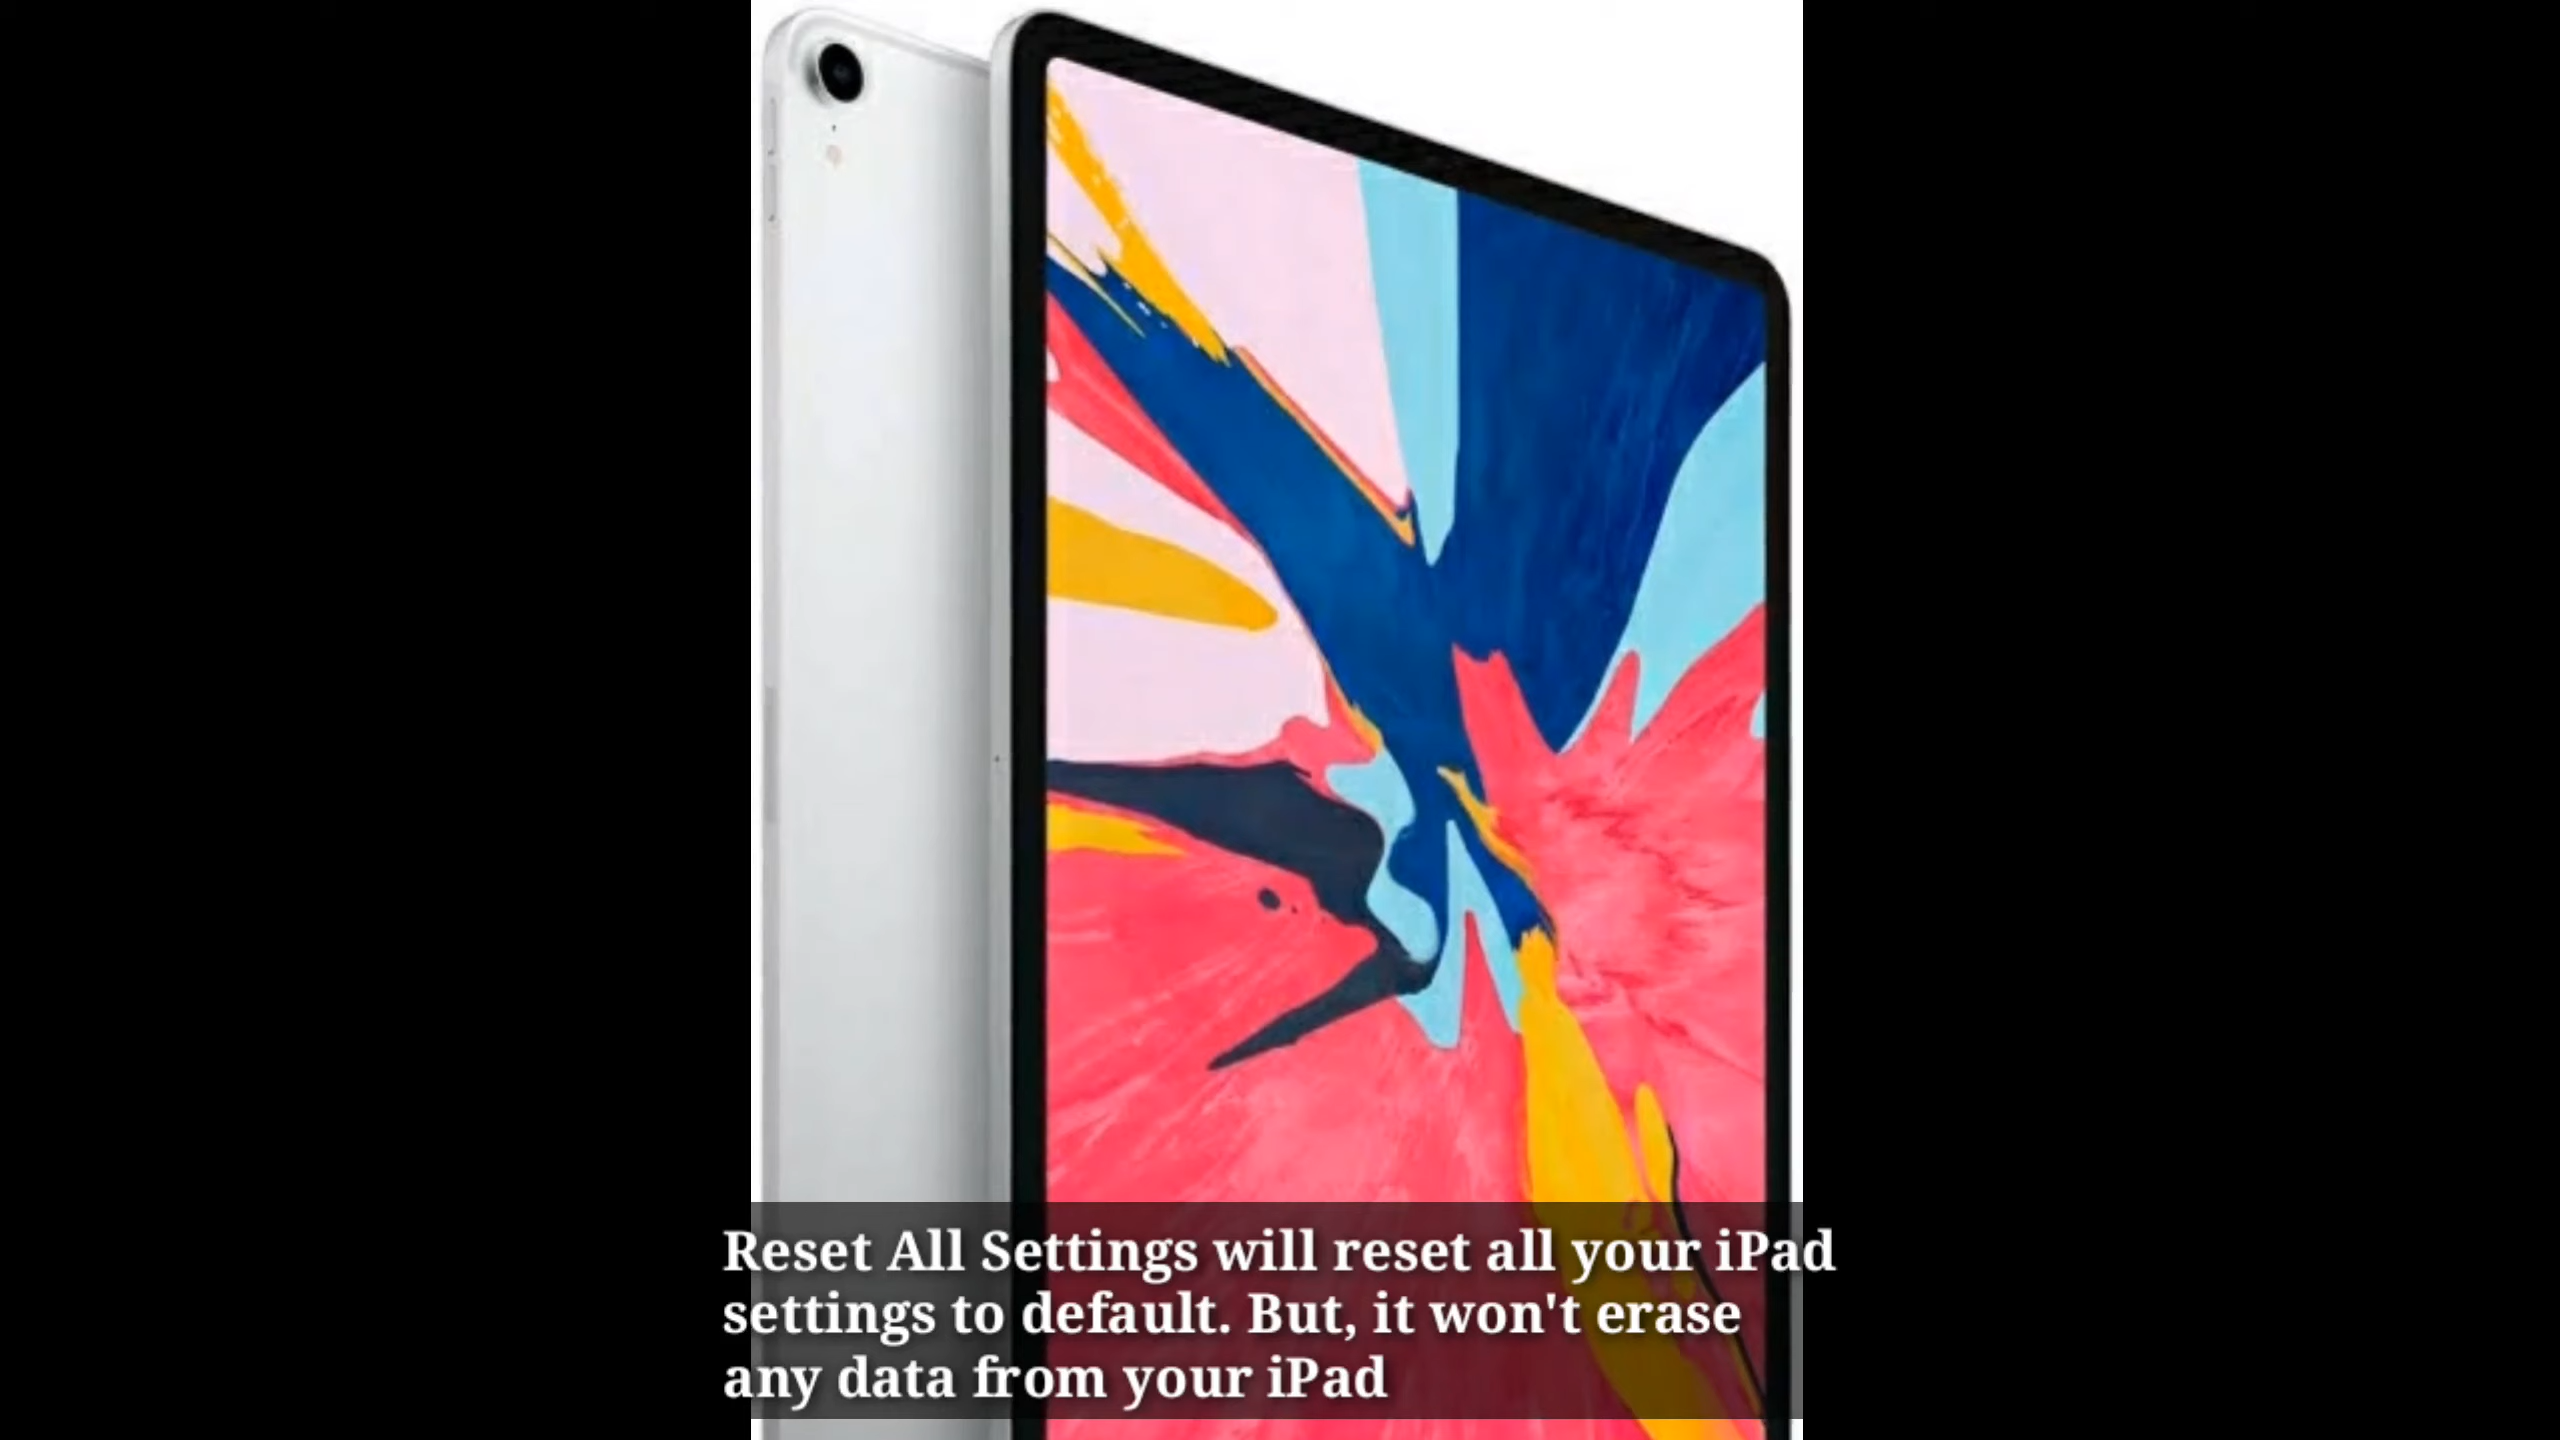 Reset All Settings will reset all your iPad
settings to default. But, it won't erase
any data from your iPad